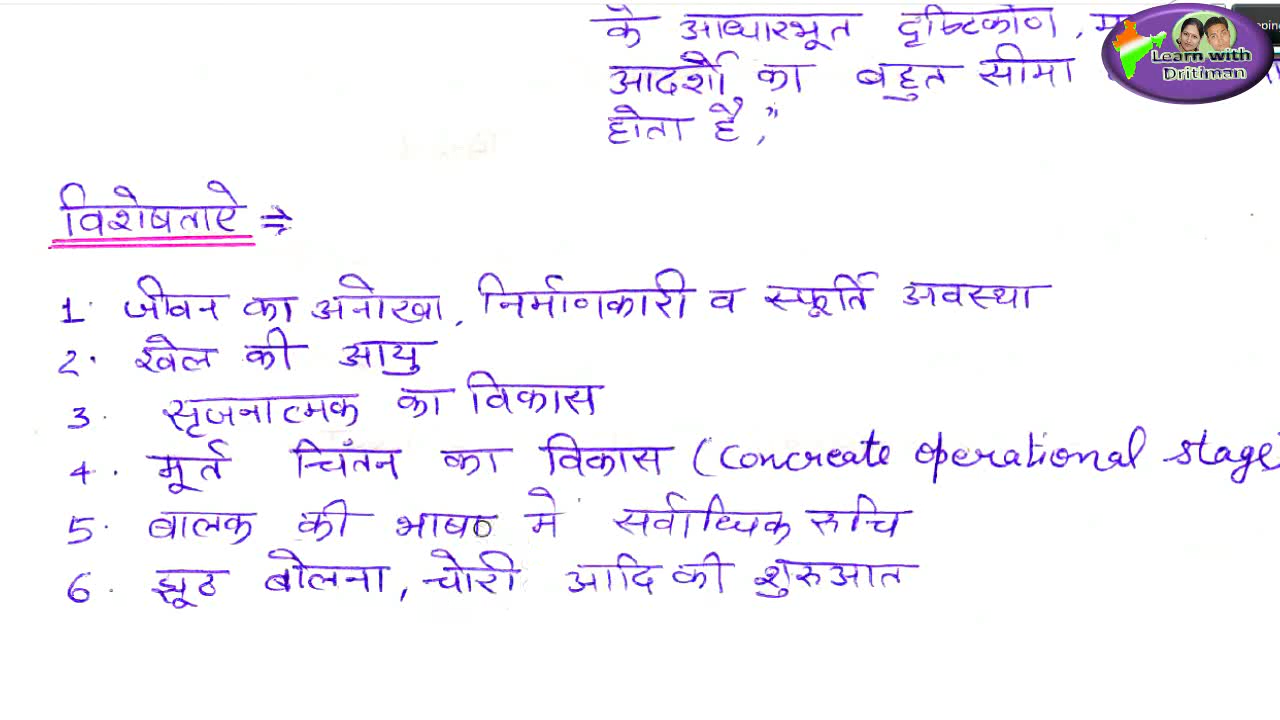 के आधारभूत दृष्टिकोण,
आदर्शो का बहुत सीमा
होता है,"
Learn with
Dritiman
विशेषताऐ ⇒
1. जीवन का अनोखा, निर्माणकारी व स्फूर्ति अवस्था
2. खेल की आयु
3. सृजनात्मक का विकास
4. मूर्त चिंतन का विकास (Concreate operational stage
5. बालक की भाषण मे सर्वाधिक रुचि
6. झूठ बोलना, चोरी आदि की शुरुआत